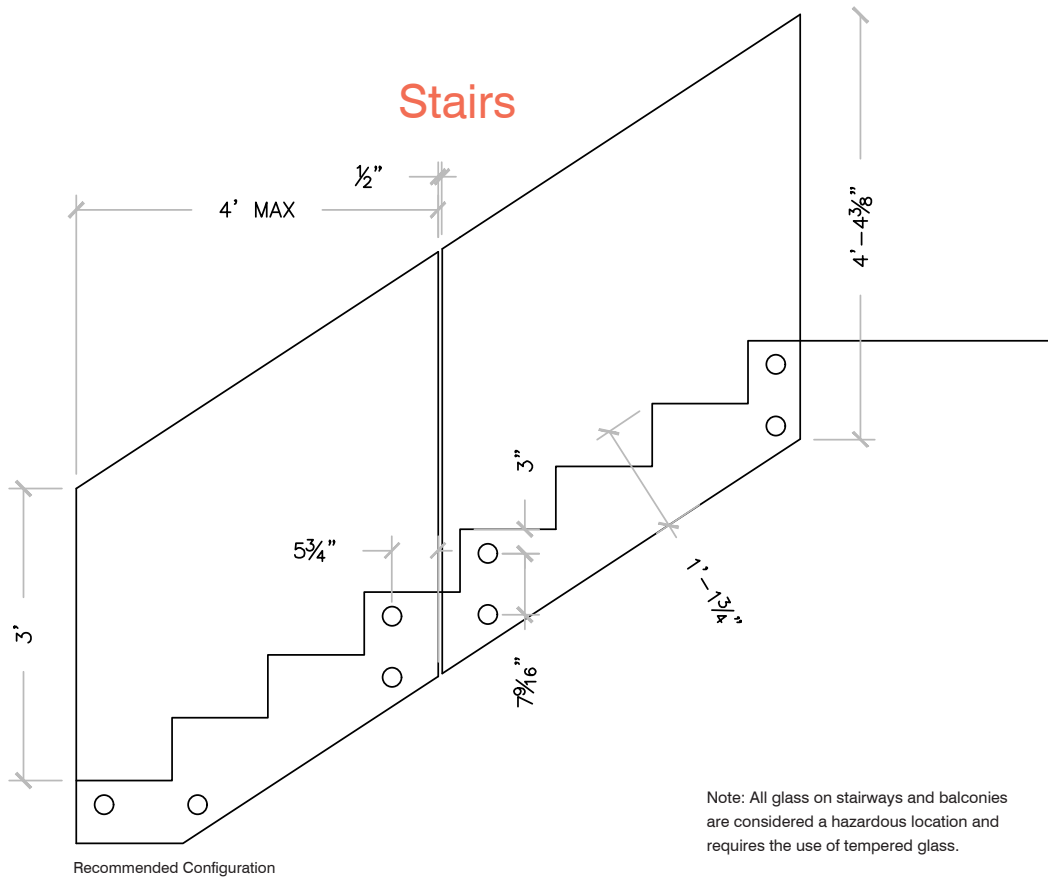 Stairs
½”
4’ MAX
4’–4⅜”
3”
5¾”
1’–1¾”
3’
7⁹⁄₁₆”
Note: All glass on stairways and balconies
are considered a hazardous location and
requires the use of tempered glass.
Recommended Configuration